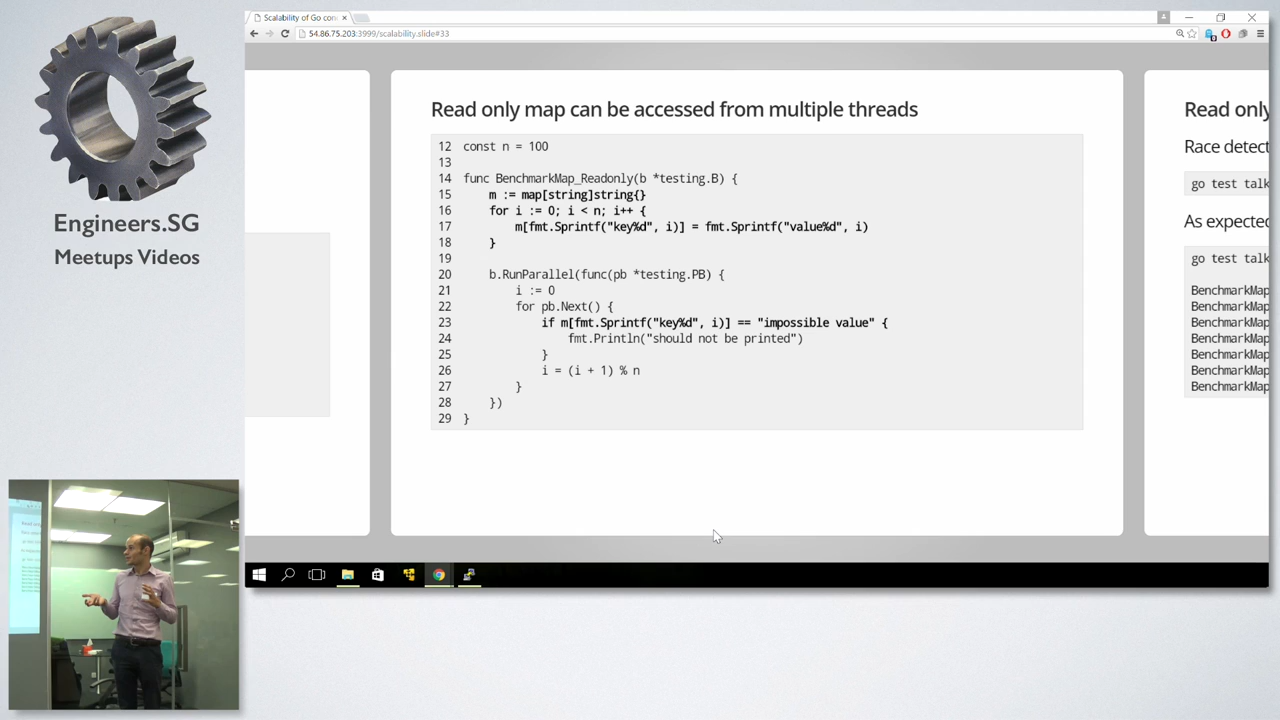 Scalability of Go con
54.86.75.203:3999/scalability.slide#33
Engineers.SG
Meetups Videos
Read only map can be accessed from multiple threads
12 const n = 100
13
14 func BenchmarkMap_Readonly(b *testing.B) {
15 m := map[string]string{}
16 for i := 0; i < n; i++ {
17 m[fmt.Sprintf("key%d", i)] = fmt.Sprintf("value%d", i)
18 }
19
20 b.RunParallel(func(pb *testing.PB) {
21 i := 0
22 for pb.Next() {
23 if m[fmt.Sprintf("key%d", i)] == "impossible value" {
24 fmt.Println("should not be printed")
25 }
26 i = (i + 1) % n
27 }
28 })
29 }
Read only
Race detect
go test talk
As expected
go test talk
BenchmarkMap
BenchmarkMap
BenchmarkMap
BenchmarkMap
BenchmarkMap
BenchmarkMap
BenchmarkMap